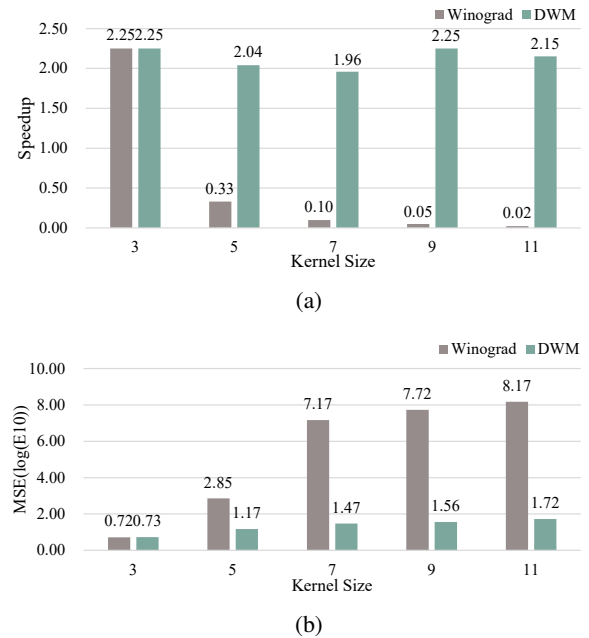 Winograd DWM
2.50
2.00
1.50
1.00
0.50
0.00
Speedup
2.25 2.25
0.33 2.04
0.10 1.96
0.05 2.25
0.02 2.15
3 5 7 9 11
Kernel Size
(a)
Winograd DWM
10.00
8.00
6.00
4.00
2.00
0.00
MSE(log(E10))
0.72 0.73
2.85 1.17
7.17 1.47
7.72 1.56
8.17 1.72
3 5 7 9 11
Kernel Size
(b)